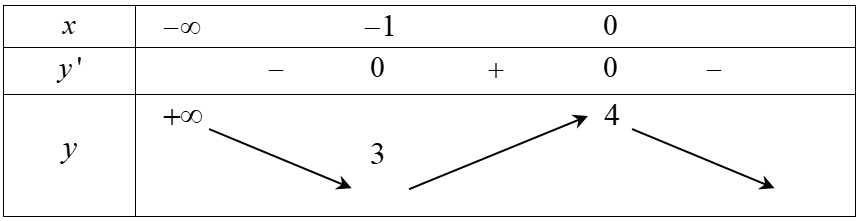 x –∞ –1 0
y' – 0 + 0 –
+∞ 4
y 3